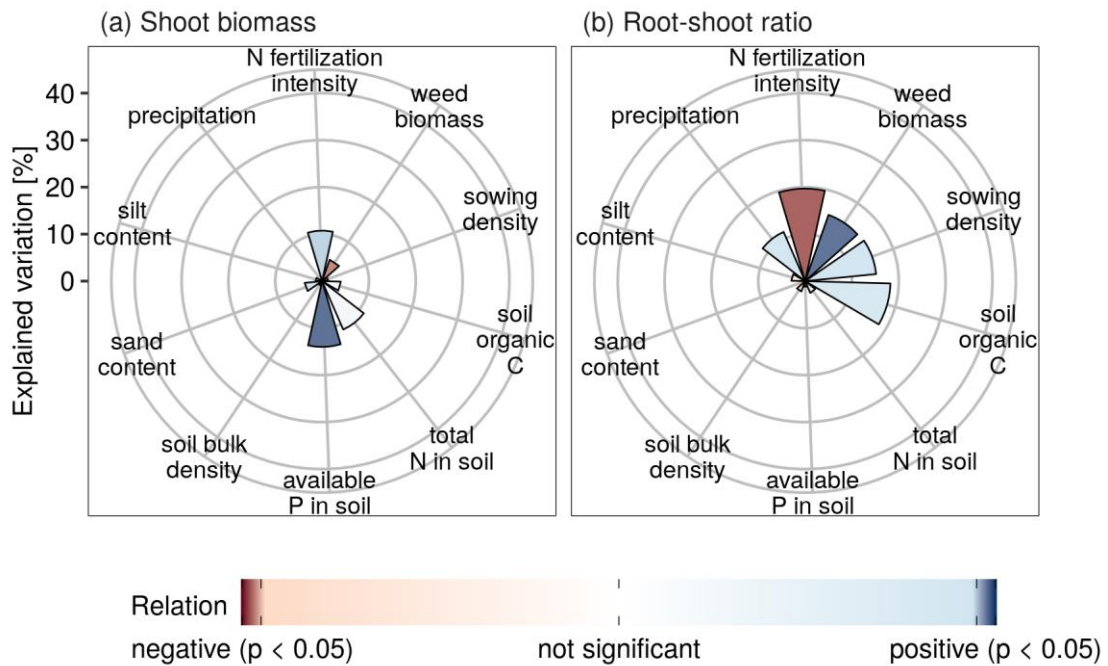 (a) Shoot biomass
Explained variation [%]
40
30
20
10
0
N fertilization
intensity
weed
biomass
sowing
density
soil
organic
C
total
N in soil
available
P in soil
soil bulk
density
sand
content
silt
content
precipitation
(b) Root-shoot ratio
N fertilization
intensity
weed
biomass
sowing
density
soil
organic
C
total
N in soil
available
P in soil
soil bulk
density
sand
content
silt
content
precipitation
Relation
negative (p < 0.05)
not significant
positive (p < 0.05)